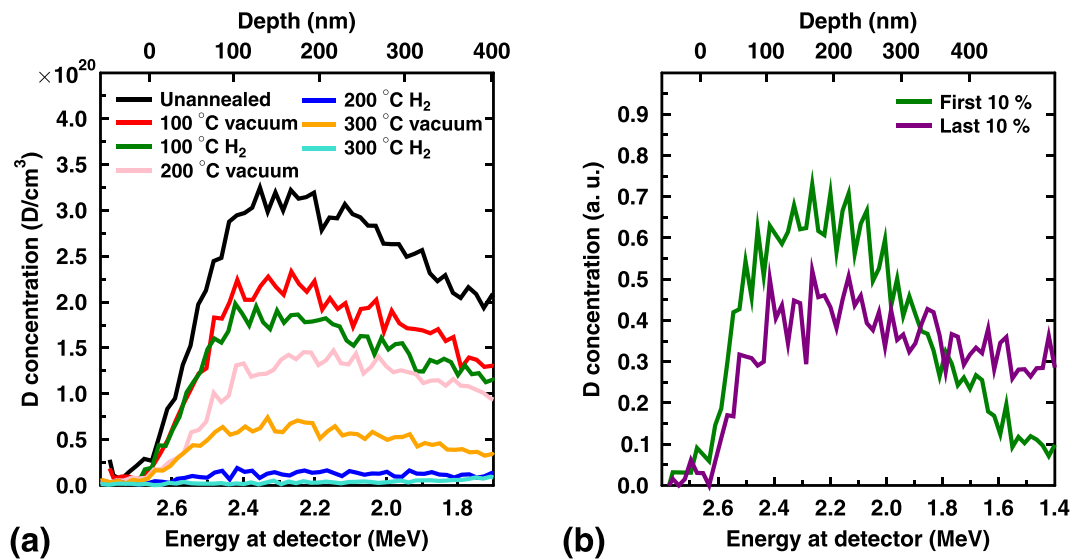 Depth (nm)
0 100 200 300 400
×10^20
Unannealed
100 °C vacuum
100 °C H2
200 °C vacuum
200 °C H2
300 °C vacuum
300 °C H2
D concentration (D/cm^3)
4.0
3.5
3.0
2.0
2.0
1.50
1.0
0.5
0.0
2.6 2.4 2.2 2.0 1.8
Energy at detector (MeV)
(a)
Depth (nm)
0 100 200 300 400
First 10 %
Last 10 %
D concentration (a. u.)
0.9
0.8
0.7
0.6
0.5
0.4
0.3
0.2
0.1
0.0
2.6 2.4 2.2 2.0 1.8 1.6 1.4
Energy at detector (MeV)
(b)